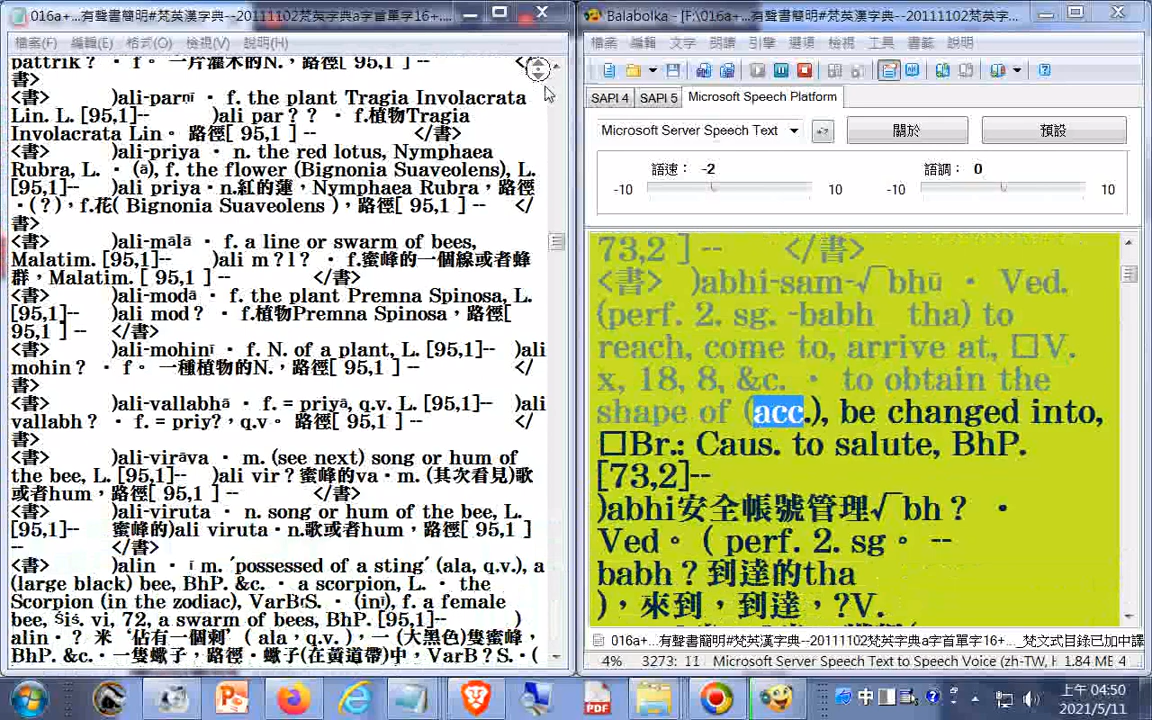 ...有聲書簡明#梵英漢字典--20111102梵英字典a字首單字16+...
檔案(F) 編輯(E) 格式(O) 檢視(V) 說明(H)
pattrik ? ‧ f。 一片灌木的N.，路徑[ 95,1 ] -- </
書>
<書> )ali-parṇī ‧ f. the plant Tragia Involacrata
Lin. L. [95,1]-- )ali par? ? ‧ f.植物Tragia
Involacrata Lin。 路徑[ 95,1 ] -- </書>
<書> )ali-priya ‧ n. the red lotus, Nymphaea
Rubra, L. ‧ (ā), f. the flower (Bignonia Suaveolens), L.
[95,1]-- )ali priya‧n.紅的蓮，Nymphaea Rubra，路徑
‧(?)，f.花( Bignonia Suaveolens )，路徑[ 95,1 ] -- </
書>
<書> )ali-mālā ‧ f. a line or swarm of bees,
Malatim. [95,1]-- )ali m?l? ‧ f.蜜蜂的一個線或者蜂
群，Malatim. [ 95,1 ] -- </書>
<書> )ali-modā ‧ f. the plant Premna Spinosa, L.
[95,1]-- )ali mod? ‧ f.植物Premna Spinosa，路徑[
95,1 ] -- </書>
<書> )ali-mohinī ‧ f. N. of a plant, L. [95,1]-- )ali
mohin? ‧ f。 一種植物的N.，路徑[ 95,1 ] -- </
書>
<書> )ali-vallabhā ‧ f. = priyā, q.v. L. [95,1]-- )ali
vallabh? ‧ f. = priy?，q.v。 路徑[ 95,1 ] -- </
書>
<書> )ali-virāva ‧ m. (see next) song or hum of
the bee, L. [95,1]-- )ali vir?蜜蜂的va‧m. (其次看見)歌
或者hum，路徑[ 95,1 ] -- </書>
<書> )ali-viruta ‧ n. song or hum of the bee, L.
[95,1]-- 蜜蜂的)ali viruta‧n.歌或者hum，路徑[ 95,1 ]
-- </書>
<書> )alin ‧ ī m. 'possessed of a sting' (ala, q.v.), a
(large black) bee, BhP. &c. ‧ a scorpion, L. ‧ the
Scorpion (in the zodiac), VarBṛS. ‧ (inī), f. a female
bee, Śiś. vi, 72, a swarm of bees, BhP. [95,1]-- )
alin‧? 米‘佔有一個刺’( ala，q.v. )，一(大黑色)隻蜜蜂，
BhP. &c.‧一隻蠍子，路徑‧蠍子(在黃道帶)中，VarB?S.‧(
Balabolka - [F:\016a+...有聲書簡明#梵英漢字典--20111102梵英字...
檔案 編輯 文字 朗讀 引擎 選項 檢視 工具 書籤 說明
SAPI 4 SAPI 5 Microsoft Speech Platform
Microsoft Server Speech Text 關於 預設
語速： -2 語調： 0
-10 10 -10 10
73,2 ] -- </書>
<書> )abhi-sam-√bhū ‧ Ved.
(perf. 2. sg. -babh tha) to
reach, come to, arrive at, □V.
x, 18, 8, &c. ‧ to obtain the
shape of (acc.), be changed into,
□Br.: Caus. to salute, BhP.
[73,2]--
)abhi安全帳號管理√bh? ‧
Ved。 ( perf. 2. sg。 --
babh?到達的tha
)，來到，到達，?V.
016a+...有聲書簡明#梵英漢字典--20111102梵英字典a字首單字16+..._梵文式目錄已加中譯
4% 3273: 11 Microsoft Server Speech Text to Speech Voice (zh-TW, H 1.84 ME 4
中 上午 04:50
2021/5/11